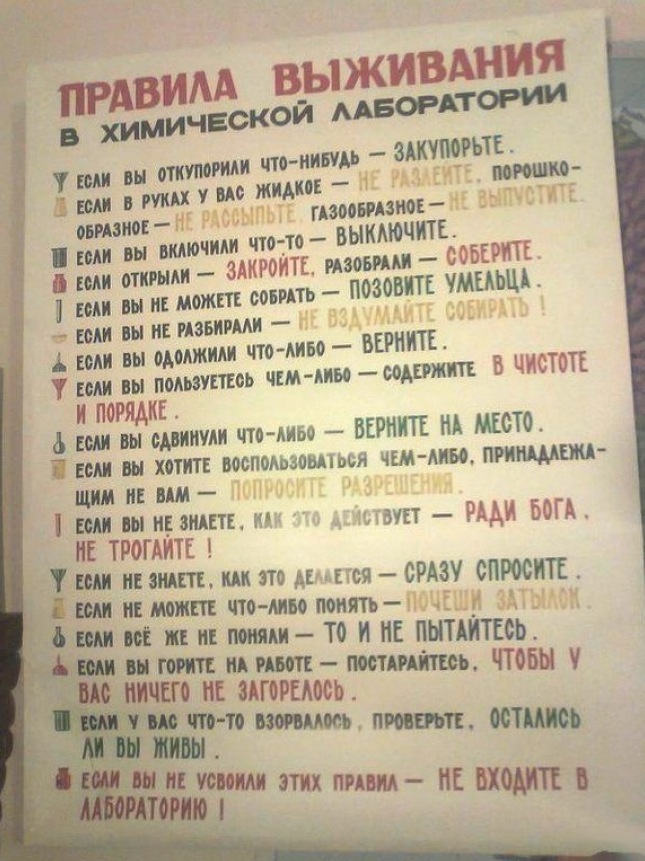 ПРАВИЛА ВЫЖИВАНИЯ
В ХИМИЧЕСКОЙ ЛАБОРАТОРИИ
ЕСЛИ ВЫ ОТКУПОРИЛИ ЧТО-НИБУДЬ — ЗАКУПОРЬТЕ.
ЕСЛИ В РУКАХ У ВАС ЖИДКОЕ — НЕ РАЗЛЕЙТЕ, ПОРОШКО-
ОБРАЗНОЕ — НЕ РАССЫПЬТЕ, ГАЗООБРАЗНОЕ — НЕ ВЫПУСТИТЕ.
ЕСЛИ ВЫ ВКЛЮЧИЛИ ЧТО-ТО — ВЫКЛЮЧИТЕ.
ЕСЛИ ОТКРЫЛИ — ЗАКРОЙТЕ, РАЗОБРАЛИ — СОБЕРИТЕ.
ЕСЛИ ВЫ НЕ МОЖЕТЕ СОБРАТЬ — ПОЗОВИТЕ УМЕЛЬЦА.
ЕСЛИ ВЫ НЕ РАЗБИРАЛИ — НЕ ВЗДУМАЙТЕ СОБИРАТЬ !
ЕСЛИ ВЫ ОДОЛЖИЛИ ЧТО-ЛИБО — ВЕРНИТЕ.
ЕСЛИ ВЫ ПОЛЬЗУЕТЕСЬ ЧЕМ-ЛИБО — СОДЕРЖИТЕ В ЧИСТОТЕ
И ПОРЯДКЕ.
ЕСЛИ ВЫ СДВИНУЛИ ЧТО-ЛИБО — ВЕРНИТЕ НА МЕСТО.
ЕСЛИ ВЫ ХОТИТЕ ВОСПОЛЬЗОВАТЬСЯ ЧЕМ-ЛИБО, ПРИНАДЛЕЖА-
ЩИМ НЕ ВАМ — ПОПРОСИТЕ РАЗРЕШЕНИЯ.
ЕСЛИ ВЫ НЕ ЗНАЕТЕ, КАК ЭТО ДЕЙСТВУЕТ — РАДИ БОГА,
НЕ ТРОГАЙТЕ !
ЕСЛИ НЕ ЗНАЕТЕ, КАК ЭТО ДЕЛАЕТСЯ — СРАЗУ СПРОСИТЕ.
ЕСЛИ НЕ МОЖЕТЕ ЧТО-ЛИБО ПОНЯТЬ — ПОЧЕШИ ЗАТЫЛОК.
ЕСЛИ ВСЁ ЖЕ НЕ ПОНЯЛИ — ТО И НЕ ПЫТАЙТЕСЬ.
ЕСЛИ ВЫ ГОРИТЕ НА РАБОТЕ — ПОСТАРАЙТЕСЬ, ЧТОБЫ У
ВАС НИЧЕГО НЕ ЗАГОРЕЛОСЬ.
ЕСЛИ У ВАС ЧТО-ТО ВЗОРВАЛОСЬ, ПРОВЕРЬТЕ, ОСТАЛИСЬ
ЛИ ВЫ ЖИВЫ.
ЕСЛИ ВЫ НЕ УСВОИЛИ ЭТИХ ПРАВИЛ — НЕ ВХОДИТЕ В
ЛАБОРАТОРИЮ !